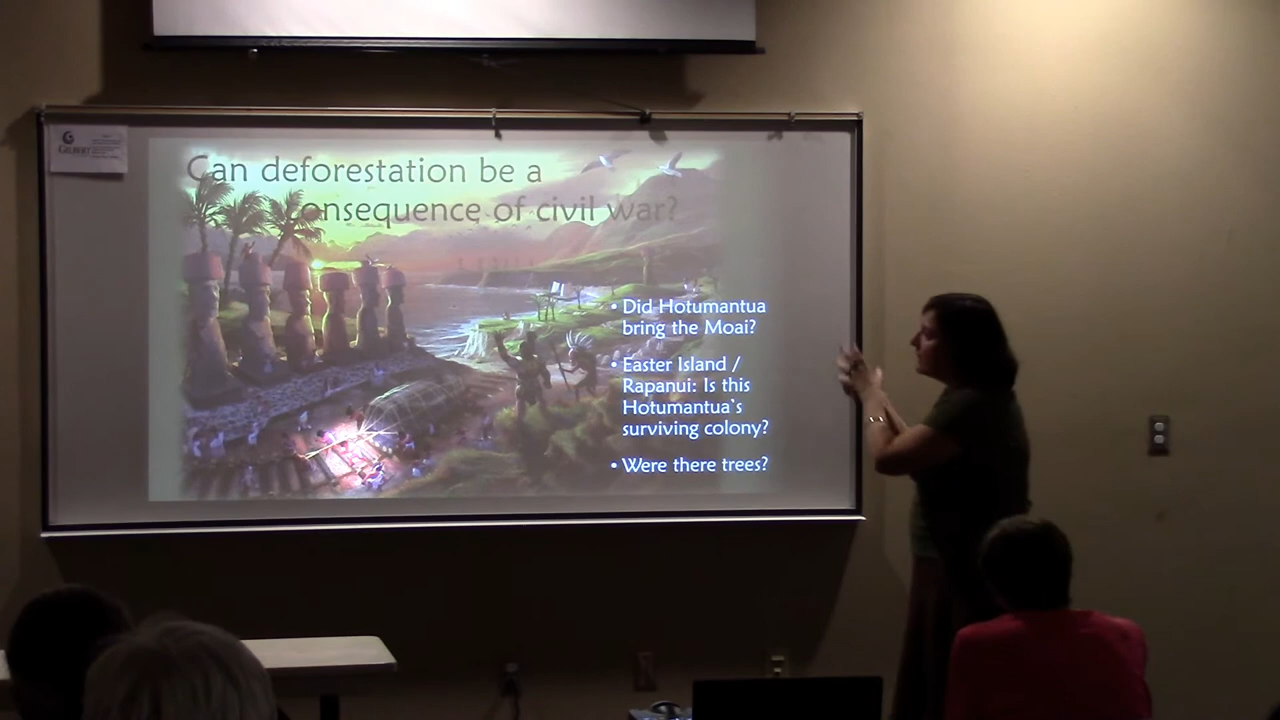 GILBERT
Can deforestation be a
consequence of civil war?
• Did Hotumantua
bring the Moai?
• Easter Island /
Rapanui: Is this
Hotumantua's
surviving colony?
• Were there trees?